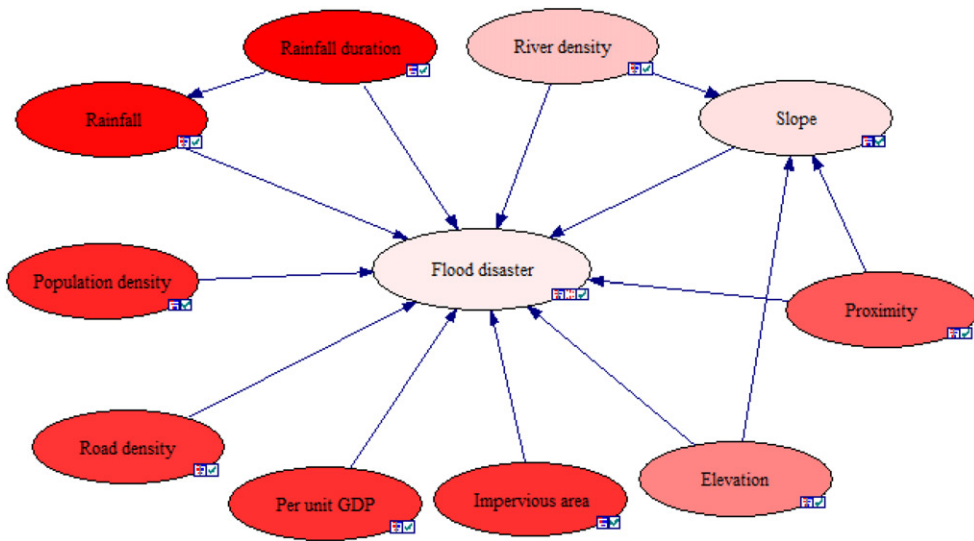 Rainfall duration
River density
Rainfall
Slope
Flood disaster
Population density
Proximity
Road density
Elevation
Per unit GDP
Impervious area